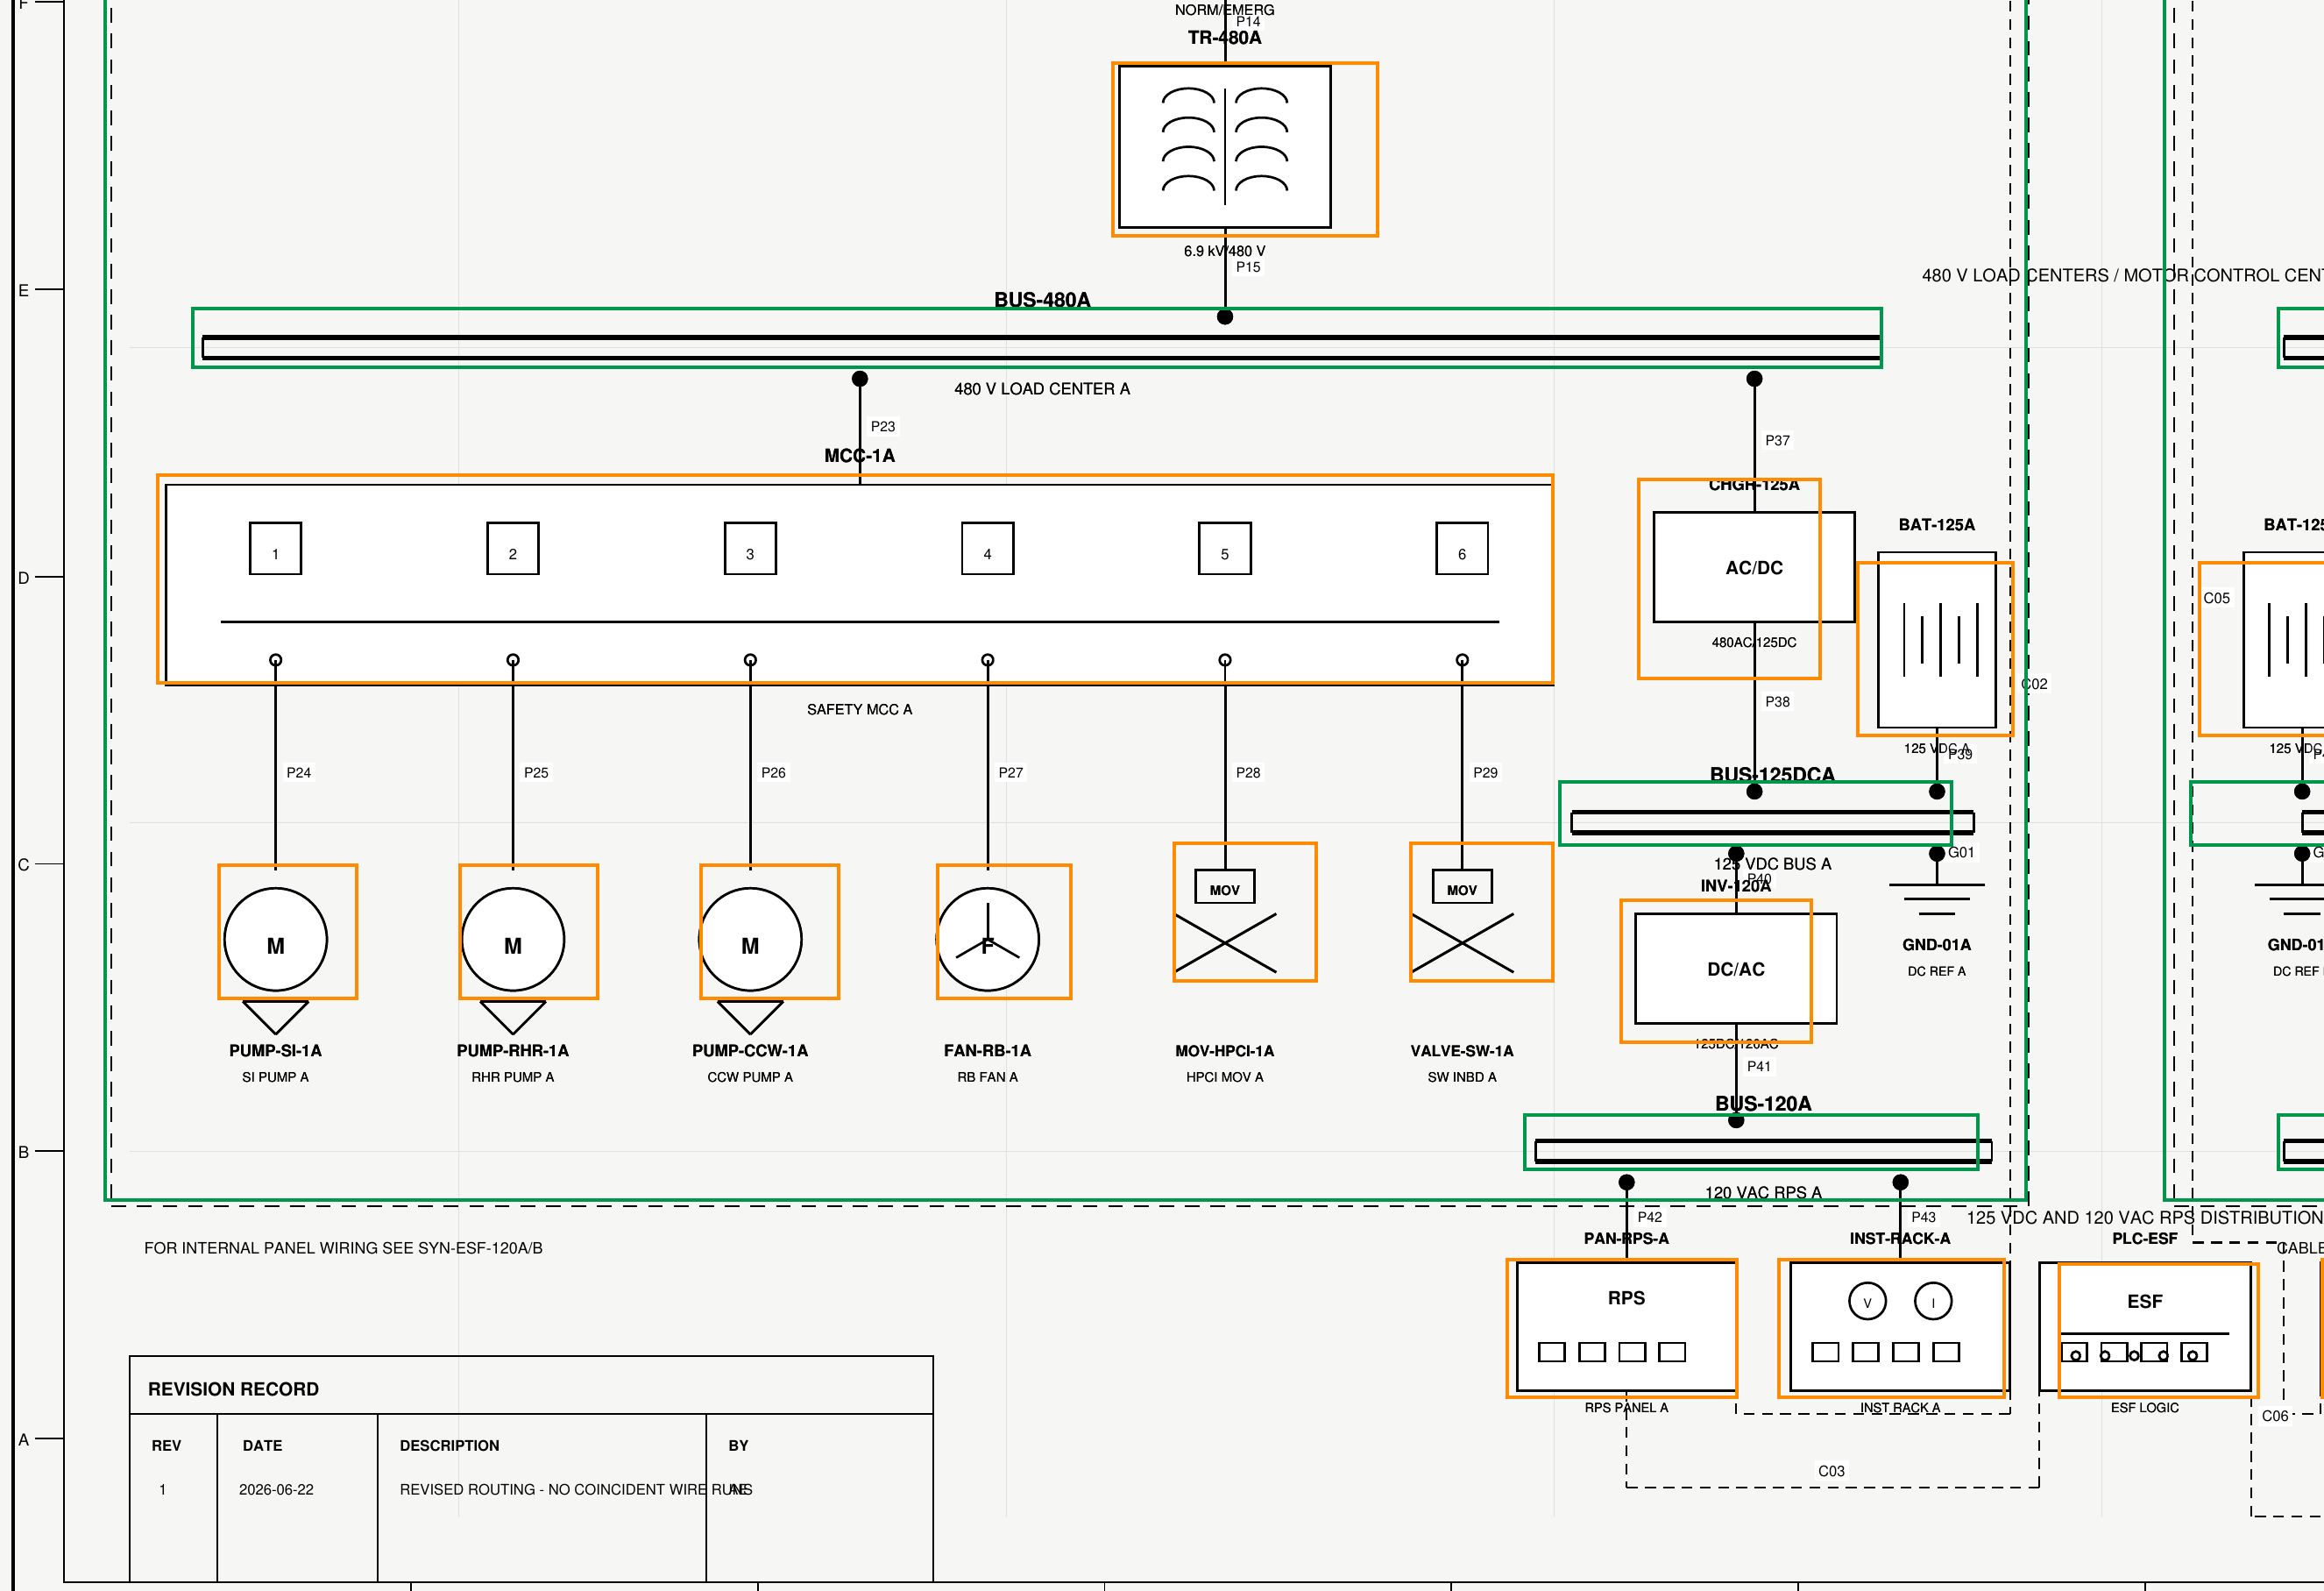 F
NORM/EMERG
P14
TR-480A
6.9 kV/480 V
P15
480 V LOAD CENTERS / MOTOR CONTROL CENT
E
BUS-480A
480 V LOAD CENTER A
P23
P37
MCC-1A
CHGR-125A
BAT-125A
BAT-125
1
2
3
4
5
6
AC/DC
D
C05
480AC/125DC
C02
SAFETY MCC A
P38
125 VDC A
P39
125 VDC
P24
P25
P26
P27
P28
P29
BUS-125DCA
C
125 VDC BUS A
G01
G
P40
INV-120A
MOV
MOV
M
M
M
F
DC/AC
GND-01A
GND-01
DC REF A
DC REF
125DC/120AC
PUMP-SI-1A
PUMP-RHR-1A
PUMP-CCW-1A
FAN-RB-1A
MOV-HPCI-1A
VALVE-SW-1A
SI PUMP A
RHR PUMP A
CCW PUMP A
RB FAN A
HPCI MOV A
SW INBD A
P41
BUS-120A
B
120 VAC RPS A
P42
P43
125 VDC AND 120 VAC RPS DISTRIBUTION
FOR INTERNAL PANEL WIRING SEE SYN-ESF-120A/B
PAN-RPS-A
INST-RACK-A
PLC-ESF
CABLE
RPS
V
I
ESF
RPS PANEL A
INST RACK A
ESF LOGIC
C06
REVISION RECORD
A
REV
DATE
DESCRIPTION
BY
C03
1
2026-06-22
REVISED ROUTING - NO COINCIDENT WIRE RUNS